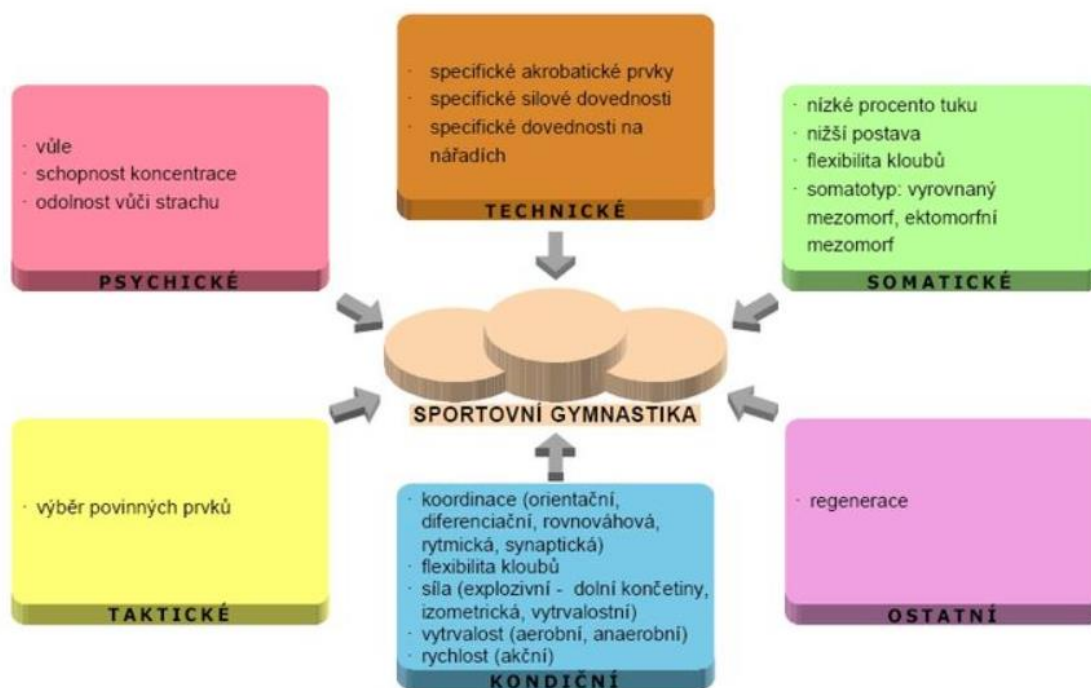 · vůle
· schopnost koncentrace
· odolnost vůči strachu
PSYCHICKÉ
· specifické akrobatické prvky
· specifické silové dovednosti
· specifické dovednosti na
nářadích
TECHNICKÉ
· nízké procento tuku
· nižší postava
· flexibilita kloubů
· somatotyp: vyrovnaný
mezomorf, ektomorfní
mezomorf
SOMATICKÉ
SPORTOVNÍ GYMNASTIKA
· výběr povinných prvků
TAKTICKÉ
· koordinace (orientační,
diferenciační, rovnováhová,
rytmická, synaptická)
· flexibilita kloubů
· síla (explozivní - dolní končetiny,
izometrická, vytrvalostní)
· vytrvalost (aerobní, anaerobní)
· rychlost (akční)
KONDIČNÍ
· regenerace
OSTATNÍ